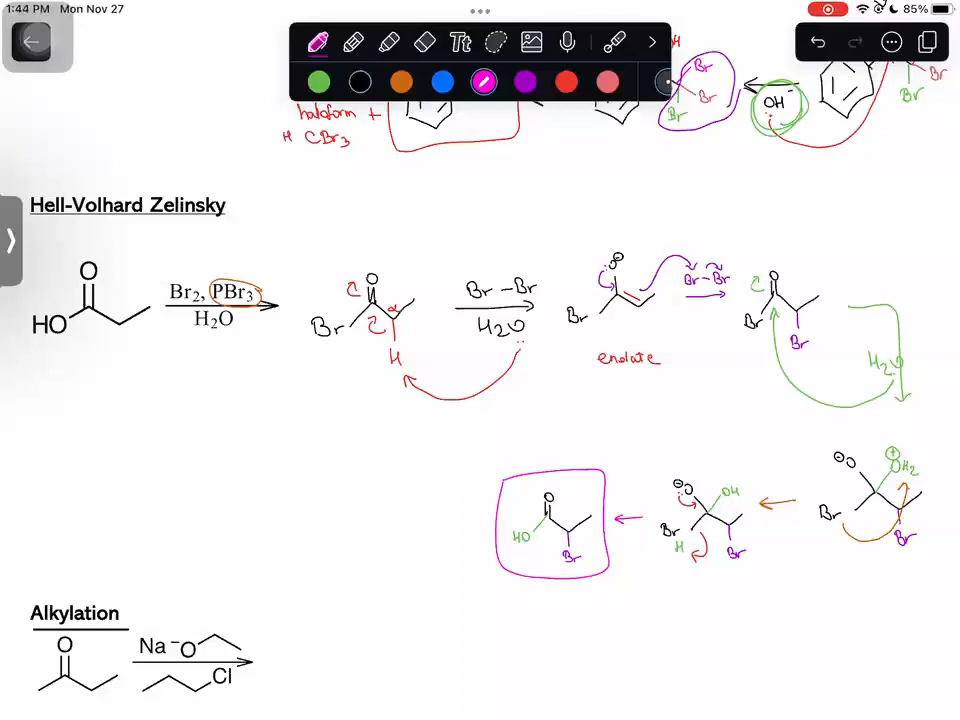 1:44 PM Mon Nov 27
85%
Tt
H
Br
Br
Br
OH⁻
Br
Br
haloform +
H CBr3
Hell-Volhard Zelinsky
O
HO
Br2, PBr3
H2O
O
Br
α
H
Br-Br
H2O
O⊖
Br
enolate
Br-Br
O
Br
Br
H2O
O
HO
Br
⊖O
OH
Br
H
Br
⊖O
⊕OH2
Br
Br
Alkylation
O
Na ⁻O
Cl